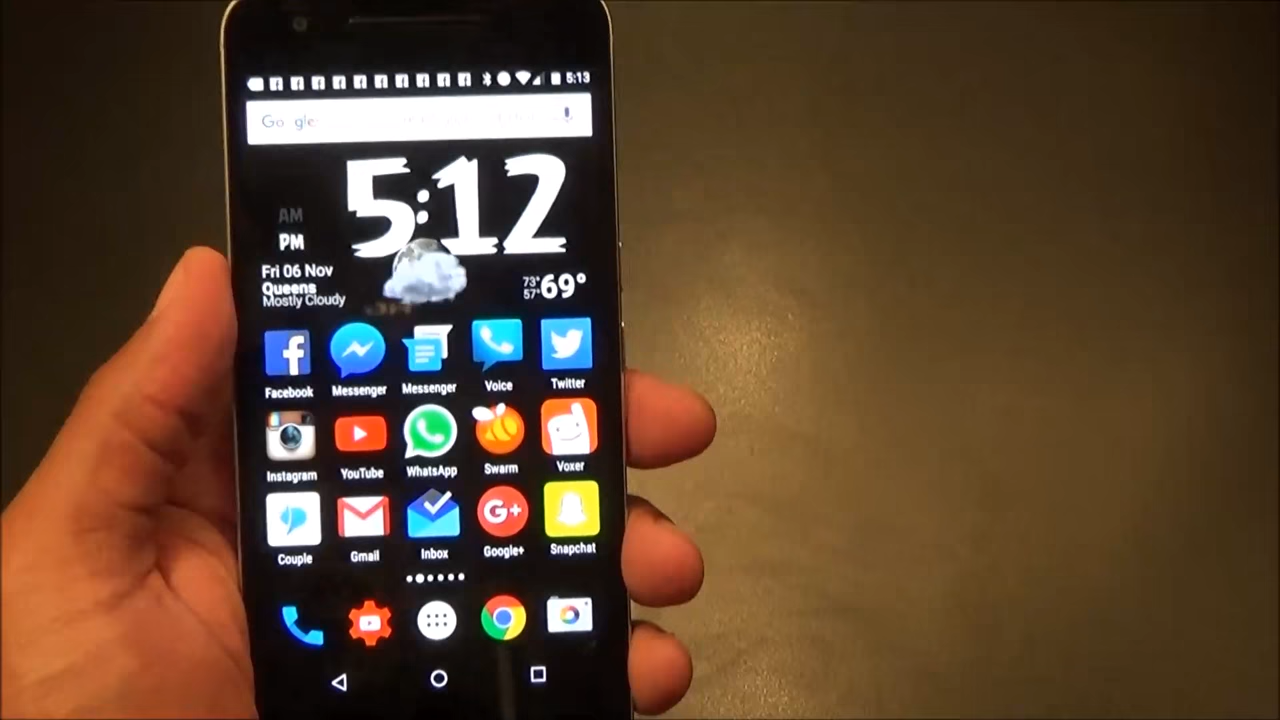 5:13
Google
5:12
AM
PM
Fri 06 Nov
Queens
Mostly Cloudy
73°
57°
69°
Facebook Messenger Messenger Voice Twitter
Instagram YouTube WhatsApp Swarm Voxer
Couple Gmail Inbox Google+ Snapchat